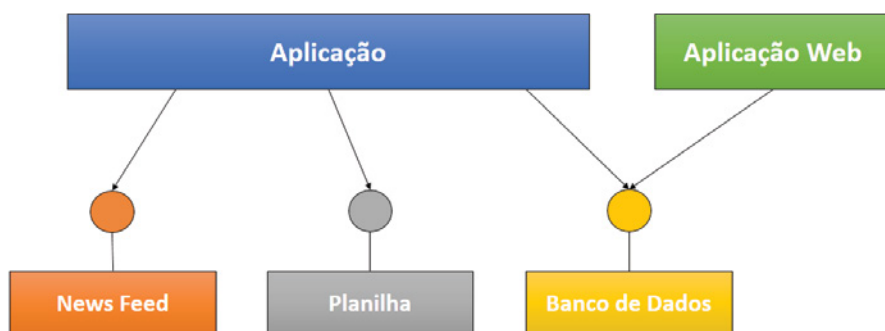 Aplicação
Aplicação Web
News Feed
Planilha
Banco de Dados